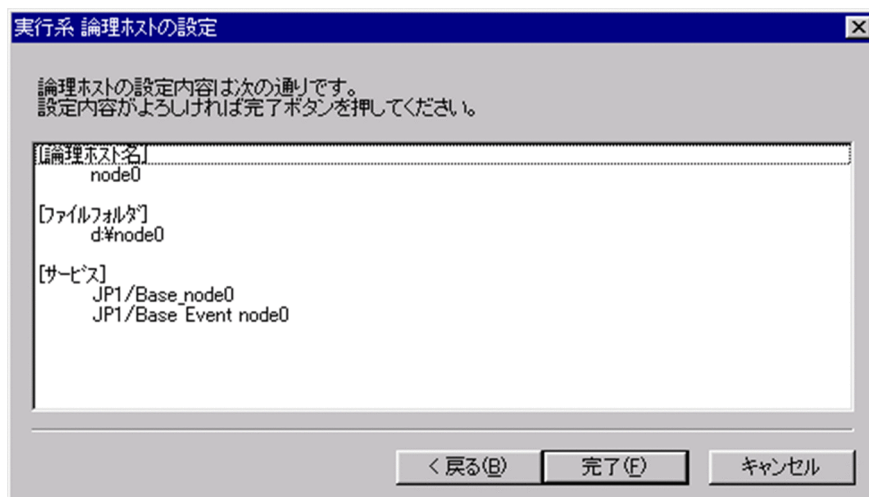 実行系 論理ホストの設定
論理ホストの設定内容は次の通りです。
設定内容がよろしければ完了ボタンを押してください。
[論理ホスト名]
node0
[ファイルフォルダ]
d:¥node0
[サービス]
JP1/Base_node0
JP1/Base Event node0
< 戻る(B)
完了(F)
キャンセル